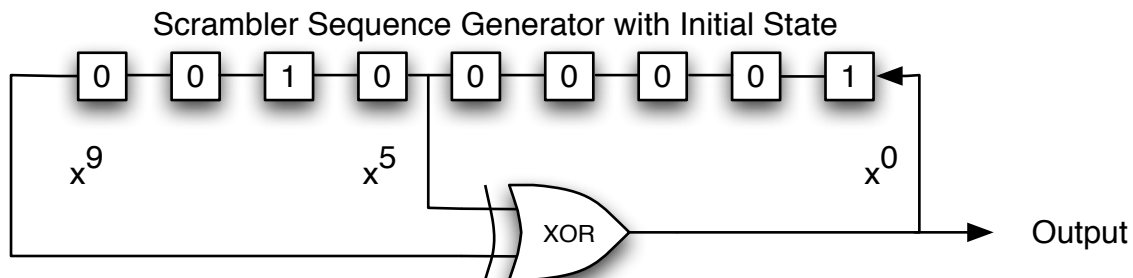 Scrambler Sequence Generator with Initial State
0 0 1 0 0 0 0 0 1
x9 x5 x0
XOR
Output